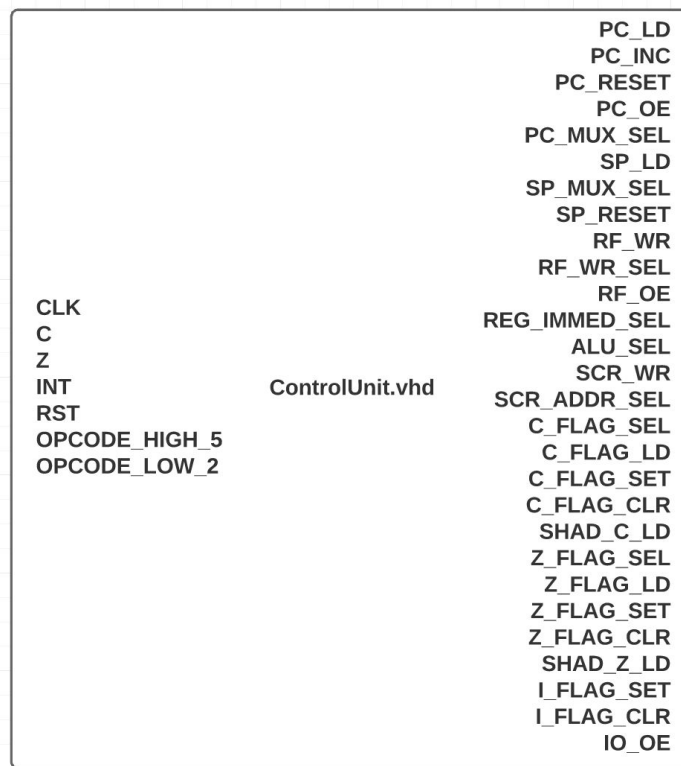 CLK
C
Z
INT
RST
OPCODE_HIGH_5
OPCODE_LOW_2
ControlUnit.vhd
PC_LD
PC_INC
PC_RESET
PC_OE
PC_MUX_SEL
SP_LD
SP_MUX_SEL
SP_RESET
RF_WR
RF_WR_SEL
RF_OE
REG_IMMED_SEL
ALU_SEL
SCR_WR
SCR_ADDR_SEL
C_FLAG_SEL
C_FLAG_LD
C_FLAG_SET
C_FLAG_CLR
SHAD_C_LD
Z_FLAG_SEL
Z_FLAG_LD
Z_FLAG_SET
Z_FLAG_CLR
SHAD_Z_LD
I_FLAG_SET
I_FLAG_CLR
IO_OE